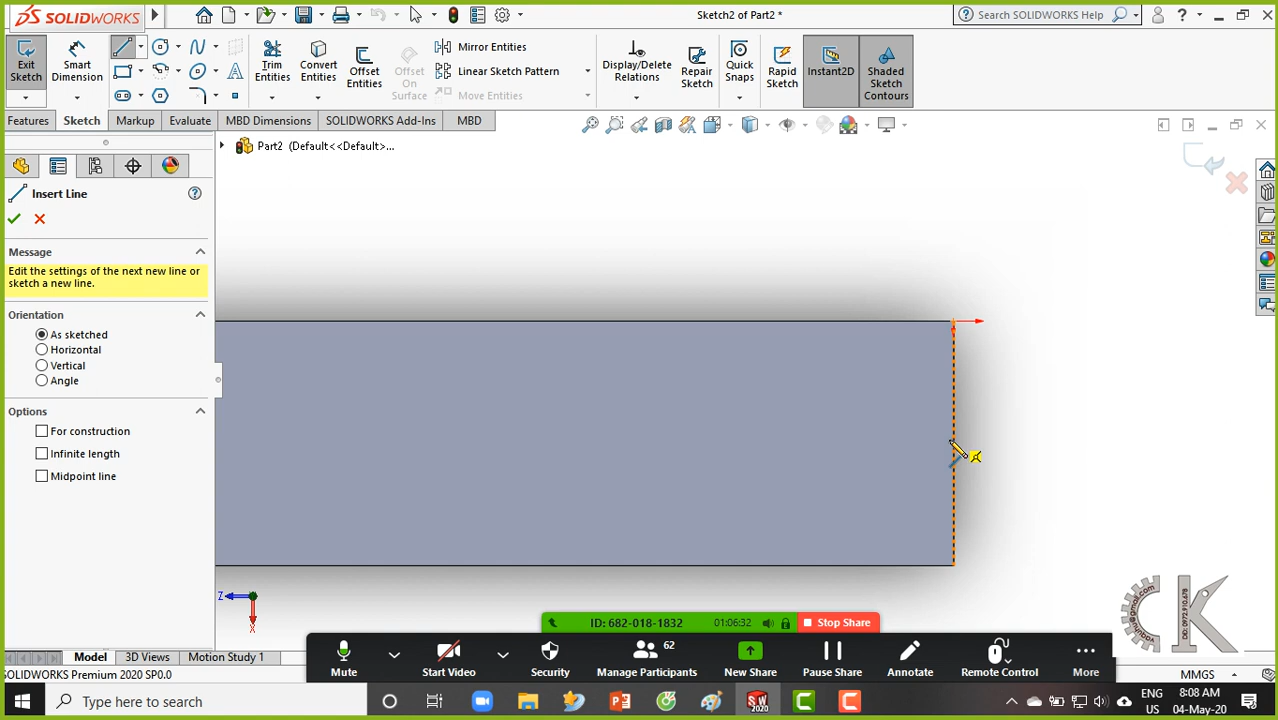 SOLIDWORKS
Sketch2 of Part2 *
Search SOLIDWORKS Help
Exit Sketch
Smart Dimension
Trim Entities
Convert Entities
Offset Entities
Offset On Surface
Mirror Entities
Linear Sketch Pattern
Move Entities
Display/Delete Relations
Repair Sketch
Quick Snaps
Rapid Sketch
Instant2D
Shaded Sketch Contours
Features
Sketch
Markup
Evaluate
MBD Dimensions
SOLIDWORKS Add-Ins
MBD
Part2 (Default<<Default>...
Insert Line
Message
Edit the settings of the next new line or
sketch a new line.
Orientation
As sketched
Horizontal
Vertical
Angle
Options
For construction
Infinite length
Midpoint line
Z
X
ID: 682-018-1832
01:06:32
Stop Share
Mute
Start Video
Security
62
Manage Participants
New Share
Pause Share
Annotate
Remote Control
More
Model
3D Views
Motion Study 1
SOLIDWORKS Premium 2020 SP0.0
MMGS
Type here to search
ENG
US
8:08 AM
04-May-20